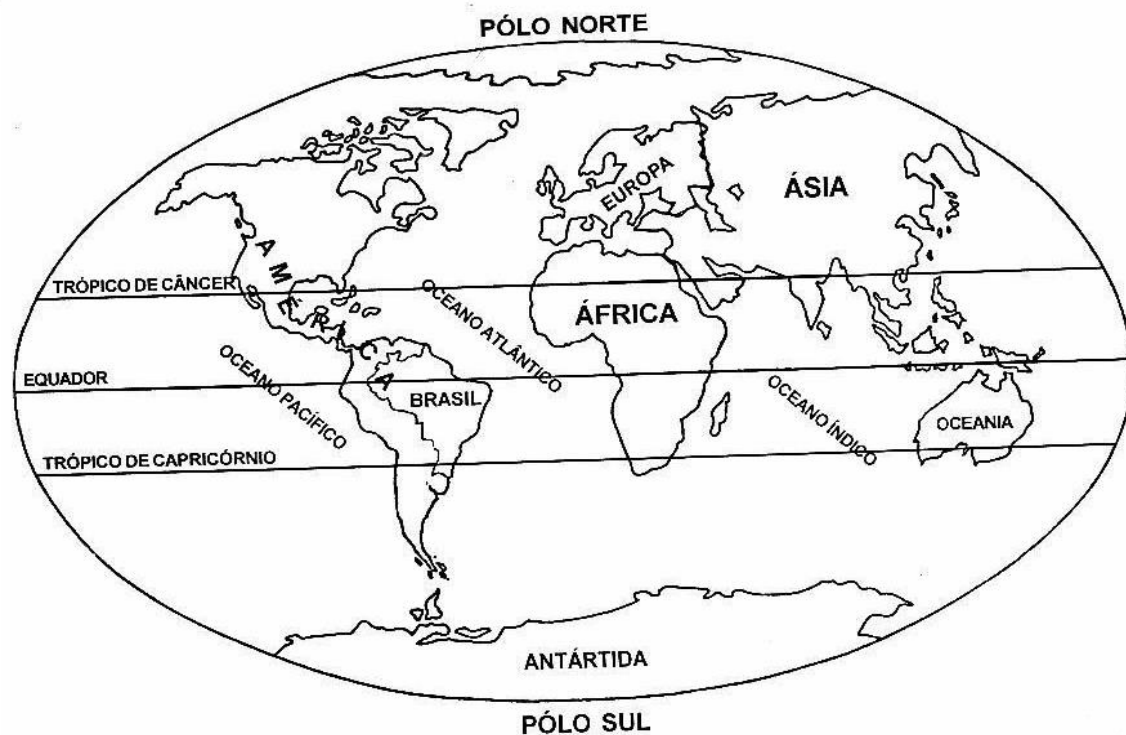 PÓLO NORTE
EUROPA
ÁSIA
AMÉRICA
TRÓPICO DE CÂNCER
OCEANO ATLÂNTICO
ÁFRICA
OCEANO PACÍFICO
EQUADOR
BRASIL
OCEANO ÍNDICO
OCEANIA
TRÓPICO DE CAPRICÓRNIO
ANTÁRTIDA
PÓLO SUL